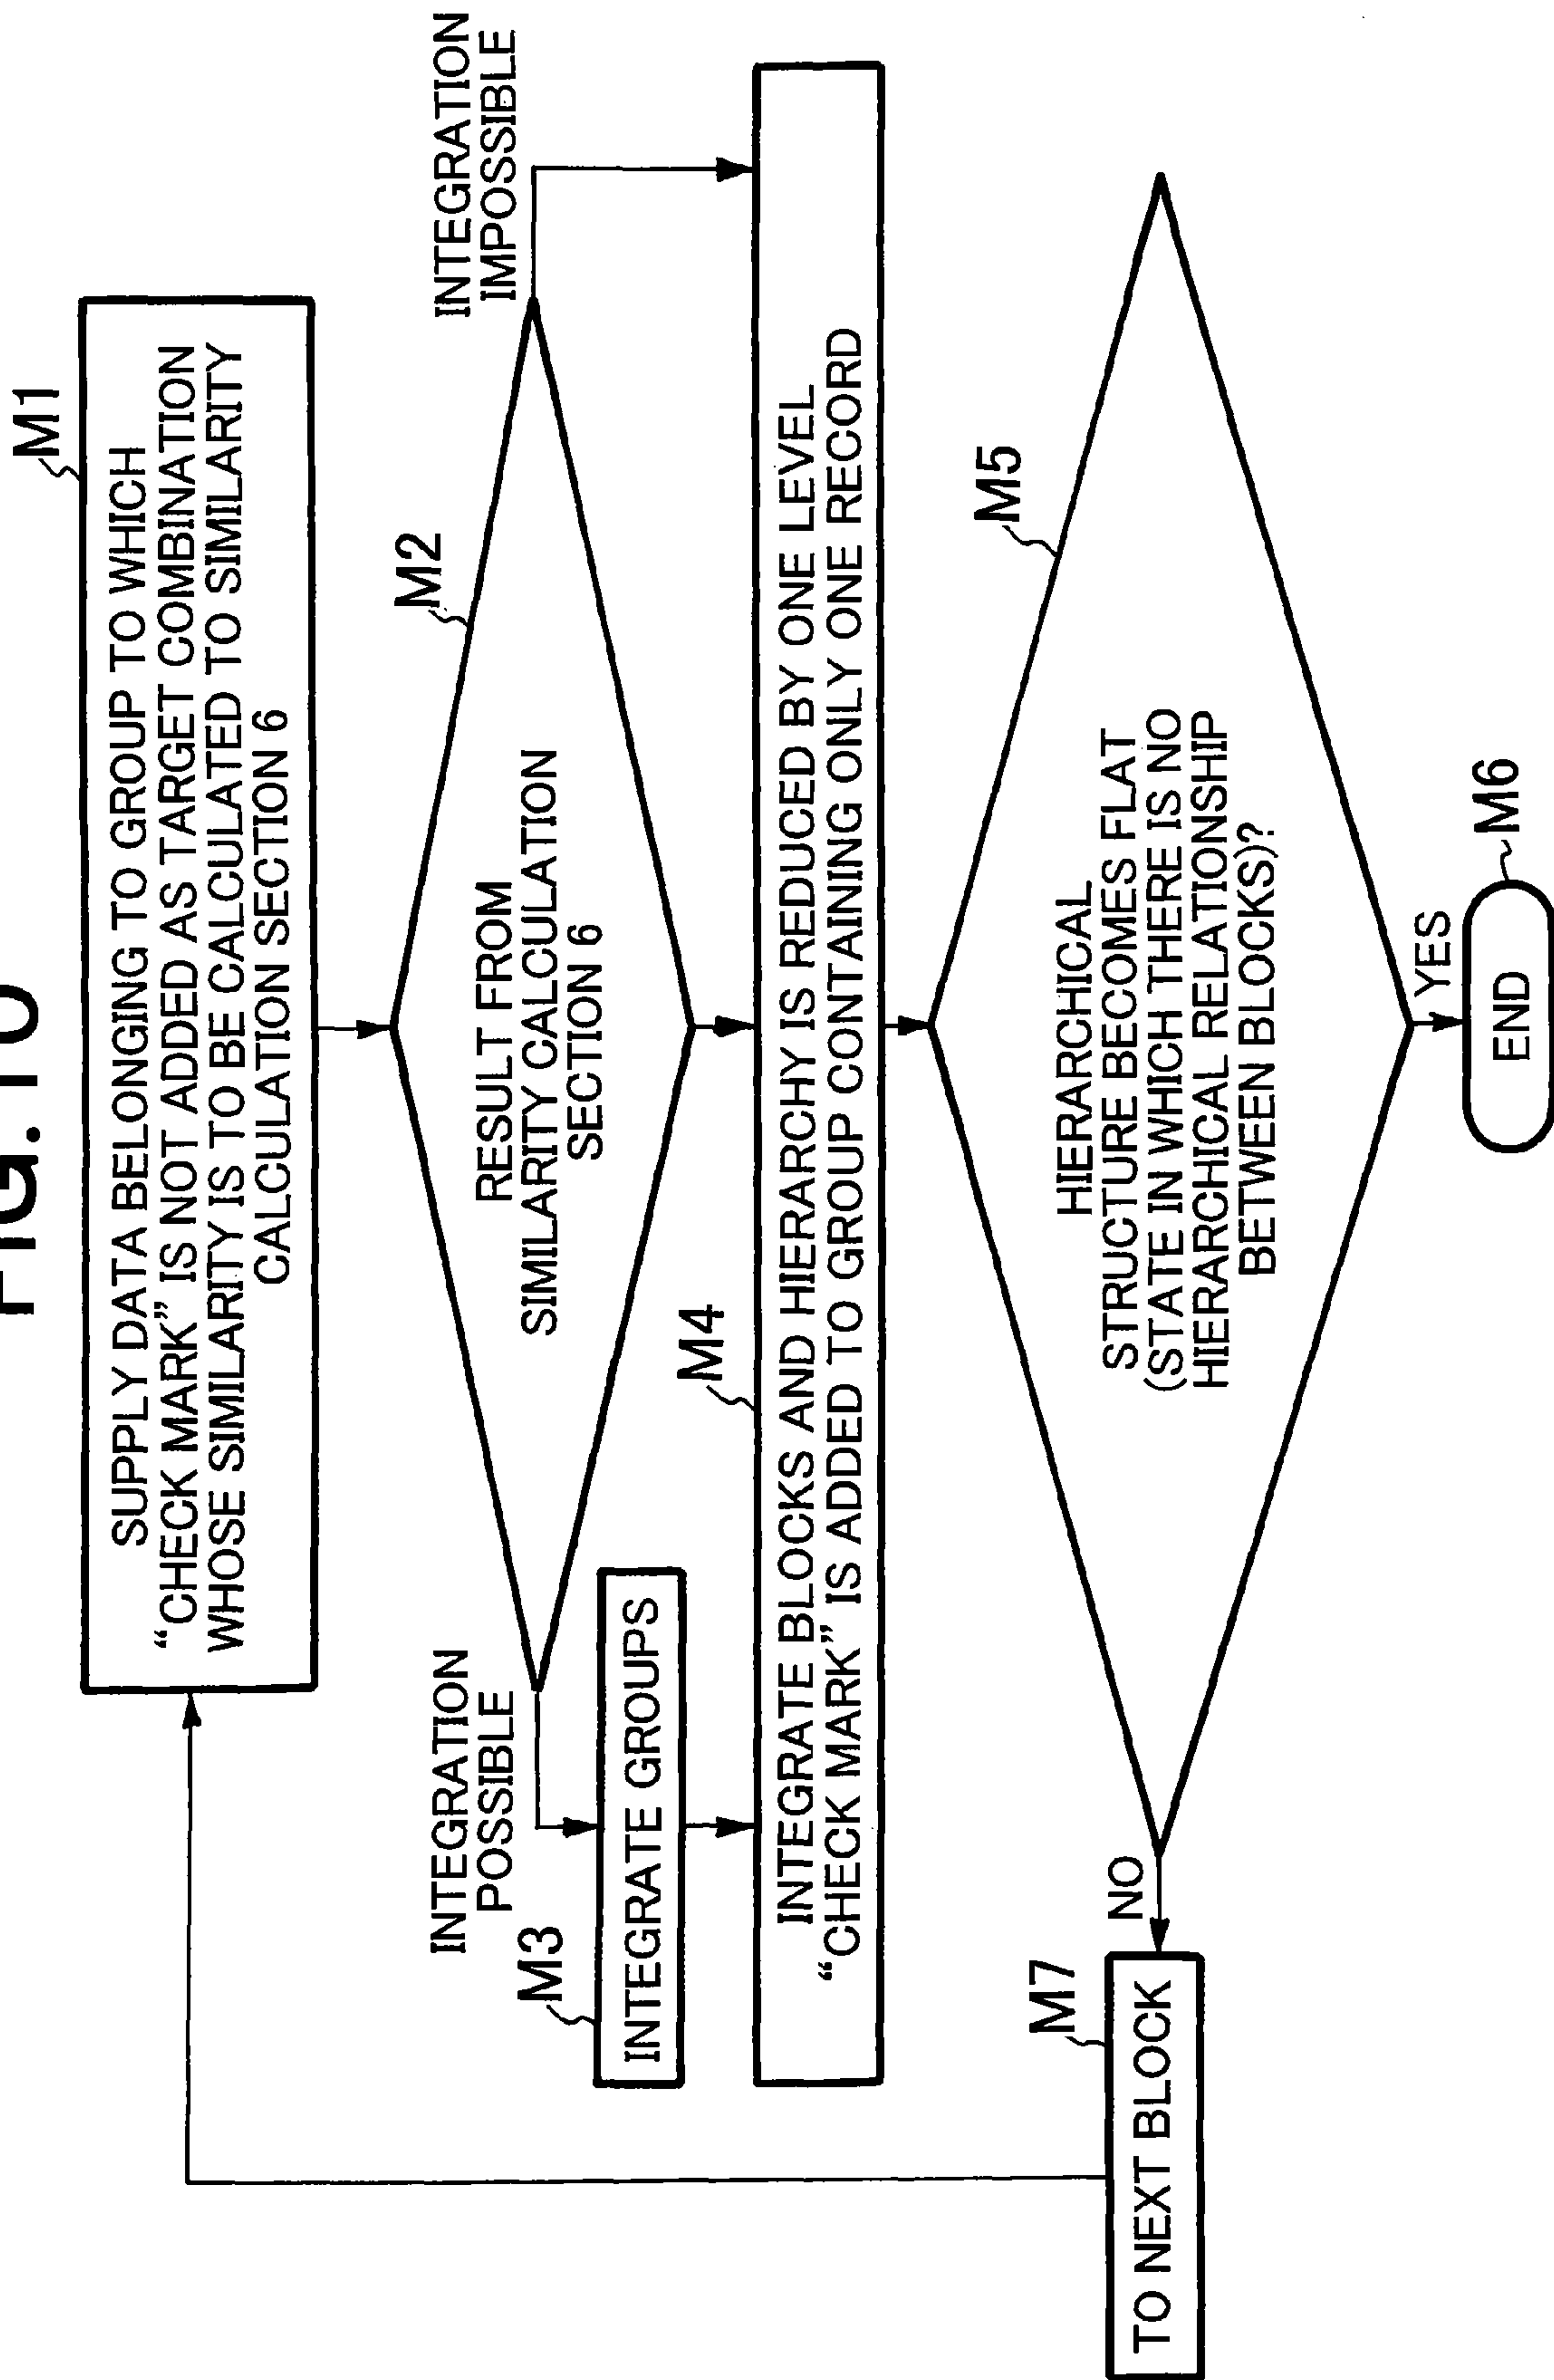 FIG. 10
M1
SUPPLY DATA BELONGING TO GROUP TO WHICH
“CHECK MARK” IS NOT ADDED AS TARGET COMBINATION
WHOSE SIMILARITY IS TO BE CALCULATED TO SIMILARITY
CALCULATION SECTION 6
M2
RESULT FROM
SIMILARITY CALCULATION
SECTION 6
INTEGRATION
POSSIBLE
INTEGRATION
IMPOSSIBLE
M3
INTEGRATE GROUPS
M4
INTEGRATE BLOCKS AND HIERARCHY IS REDUCED BY ONE LEVEL
“CHECK MARK” IS ADDED TO GROUP CONTAINING ONLY ONE RECORD
M5
HIERARCHICAL
STRUCTURE BECOMES FLAT
(STATE IN WHICH THERE IS NO
HIERARCHICAL RELATIONSHIP
BETWEEN BLOCKS)?
NO
M7
TO NEXT BLOCK
YES
M6
END